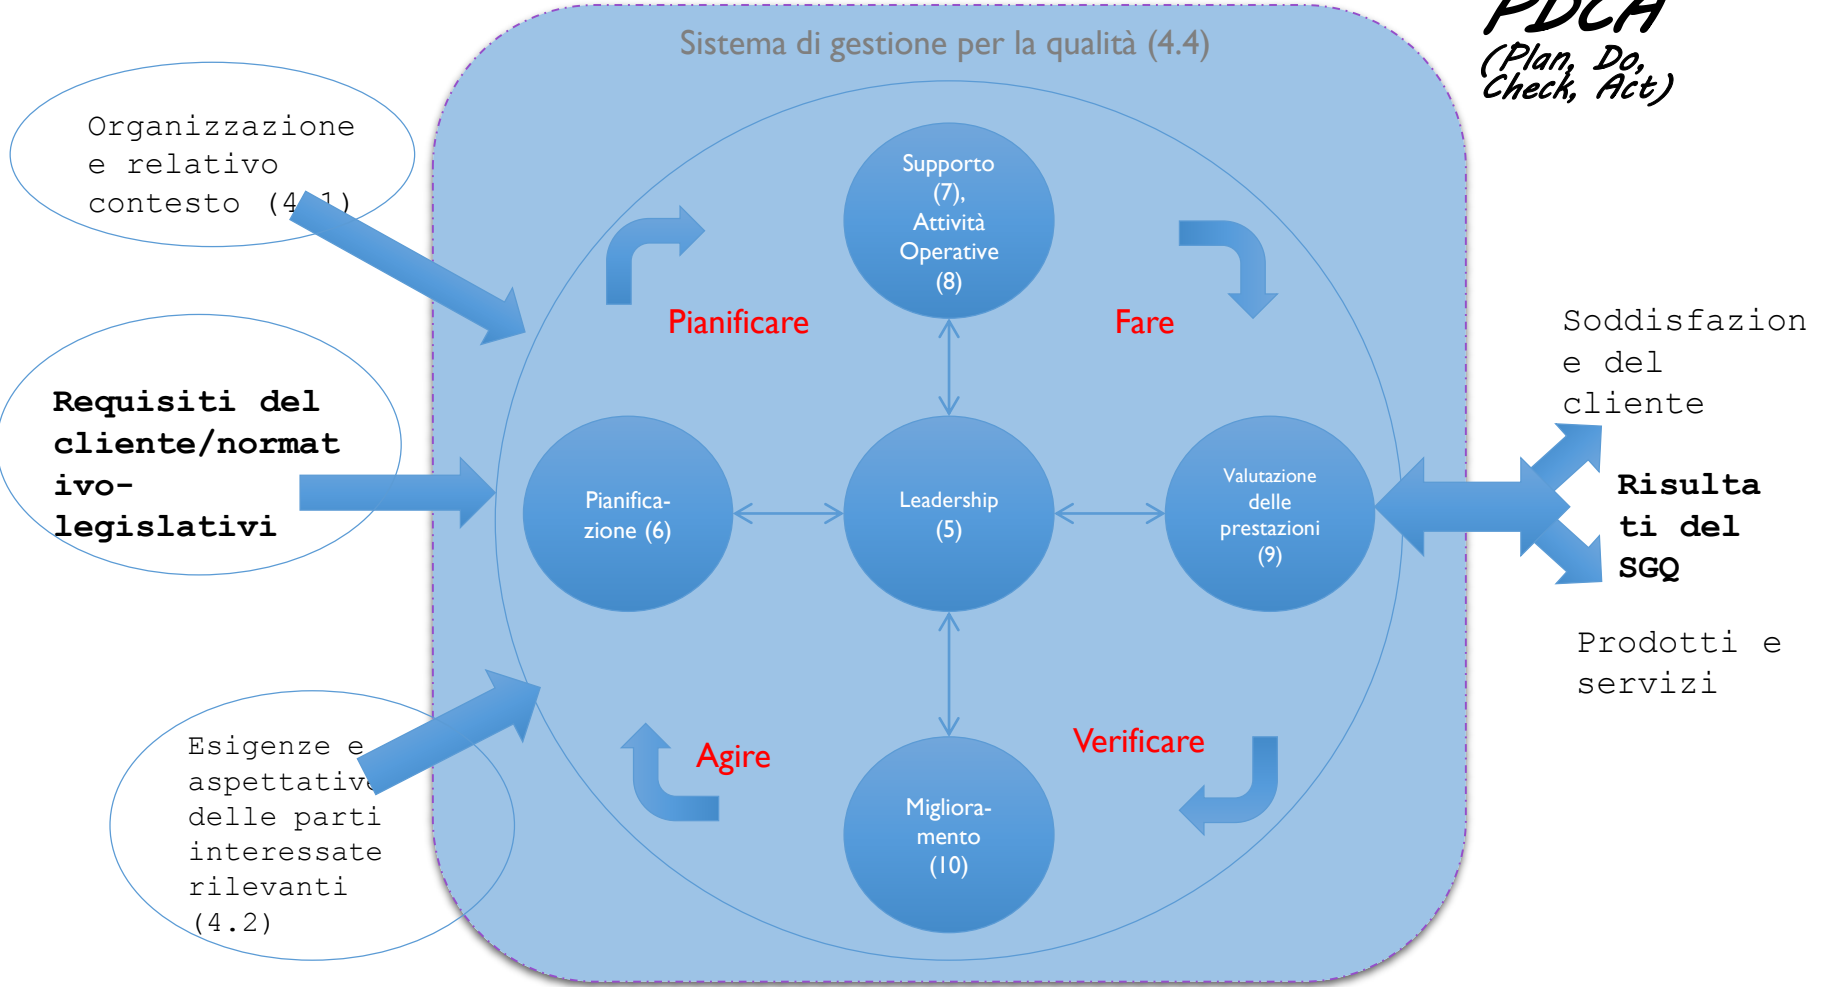 PDCA
(Plan, Do,
Check, Act)
Sistema di gestione per la qualità (4.4)
Organizzazione
e relativo
contesto (4.1)
Requisiti del
cliente/normat
ivo-
legislativi
Esigenze e
aspettative
delle parti
interessate
rilevanti
(4.2)
Supporto
(7),
Attività
Operative
(8)
Pianificare
Fare
Pianifica-
zione (6)
Leadership
(5)
Valutazione
delle
prestazioni
(9)
Agire
Verificare
Migliora-
mento
(10)
Soddisfazion
e del
cliente
Risulta
ti del
SGQ
Prodotti e
servizi